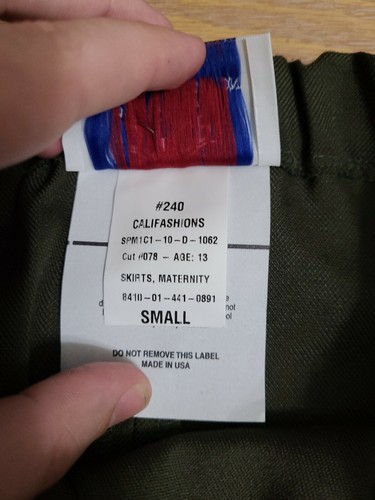 #240
CALIFASHIONS
SPM1C1-10-D-1062
Cut #078 - AGE: 13
SKIRTS, MATERNITY
8410-01-441-0891
SMALL
DO NOT REMOVE THIS LABEL
MADE IN USA